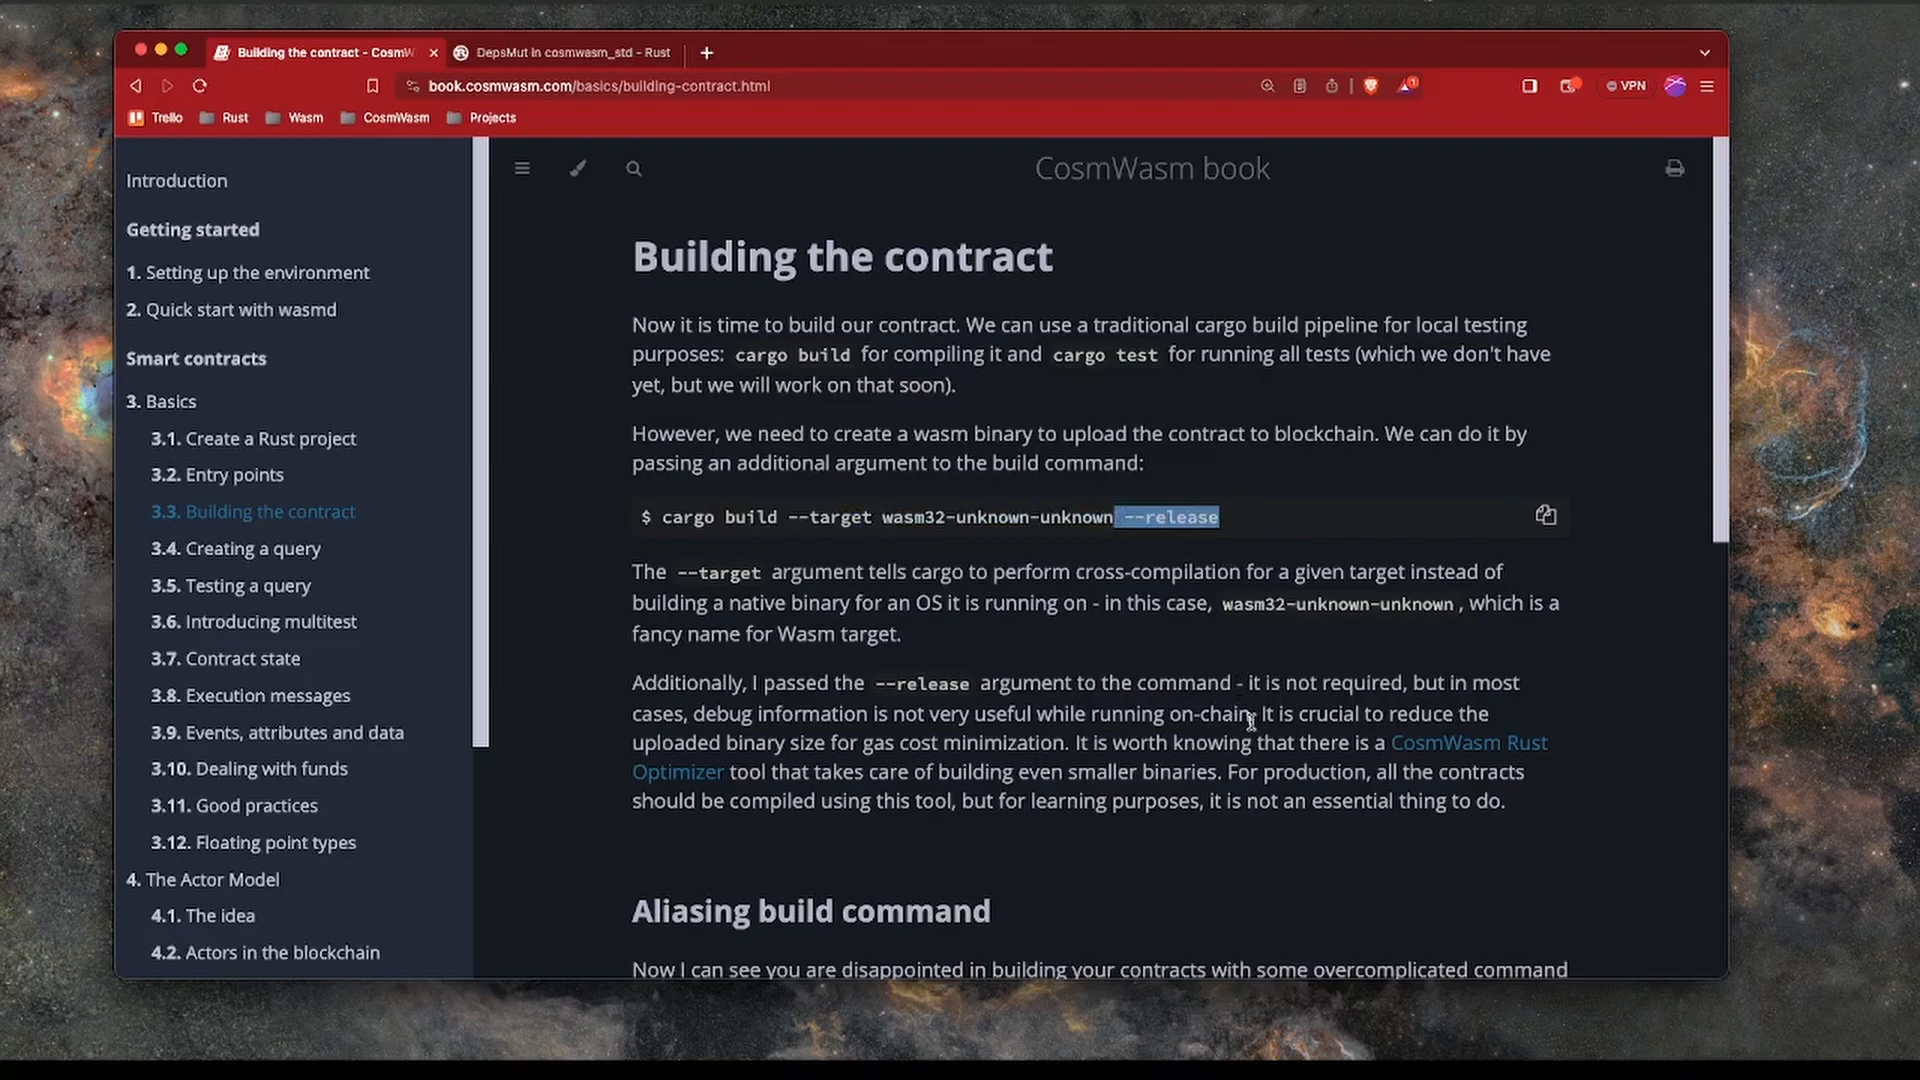 Building the contract - CosmW
DepsMut in cosmwasm_std - Rust
book.cosmwasm.com/basics/building-contract.html
1
VPN
Trello
Rust
Wasm
CosmWasm
Projects
Introduction
Getting started
1. Setting up the environment
2. Quick start with wasmd
Smart contracts
3. Basics
3.1. Create a Rust project
3.2. Entry points
3.3. Building the contract
3.4. Creating a query
3.5. Testing a query
3.6. Introducing multitest
3.7. Contract state
3.8. Execution messages
3.9. Events, attributes and data
3.10. Dealing with funds
3.11. Good practices
3.12. Floating point types
4. The Actor Model
4.1. The idea
4.2. Actors in the blockchain
CosmWasm book
Building the contract
Now it is time to build our contract. We can use a traditional cargo build pipeline for local testing
purposes: cargo build for compiling it and cargo test for running all tests (which we don't have
yet, but we will work on that soon).
However, we need to create a wasm binary to upload the contract to blockchain. We can do it by
passing an additional argument to the build command:
$ cargo build --target wasm32-unknown-unknown --release
The --target argument tells cargo to perform cross-compilation for a given target instead of
building a native binary for an OS it is running on - in this case, wasm32-unknown-unknown, which is a
fancy name for Wasm target.
Additionally, I passed the --release argument to the command - it is not required, but in most
cases, debug information is not very useful while running on-chain. It is crucial to reduce the
uploaded binary size for gas cost minimization. It is worth knowing that there is a CosmWasm Rust
Optimizer tool that takes care of building even smaller binaries. For production, all the contracts
should be compiled using this tool, but for learning purposes, it is not an essential thing to do.
Aliasing build command
Now I can see you are disappointed in building your contracts with some overcomplicated command